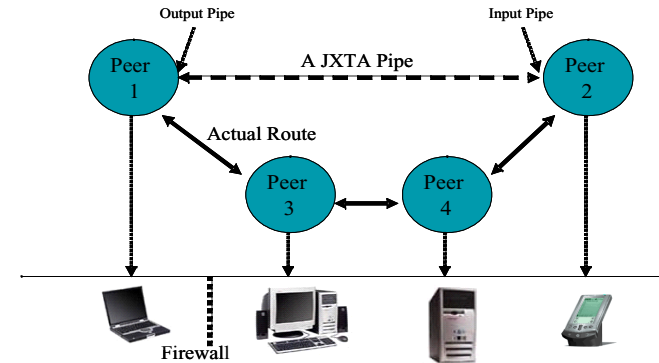 Output Pipe
Input Pipe
Peer
1
A JXTA Pipe
Peer
2
Actual Route
Peer
3
Peer
4
Firewall